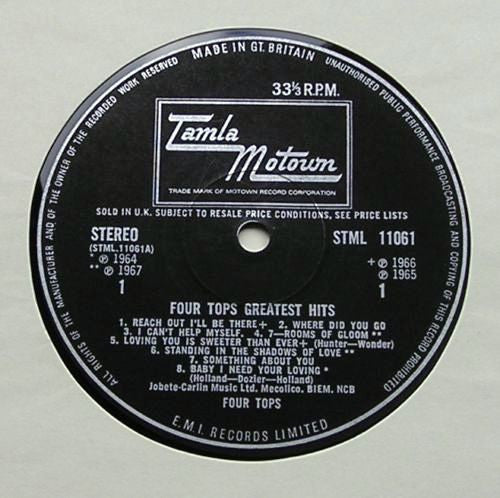 MADE IN GT. BRITAIN
ALL RIGHTS OF THE MANUFACTURER AND OF THE OWNER OF THE RECORDED WORK RESERVED
UNAUTHORISED PUBLIC PERFORMANCE BROADCASTING AND COPYING OF THIS RECORD PROHIBITED
33⅓ R.P.M.
Tamla
Motown
TRADE MARK OF MOTOWN RECORD CORPORATION
SOLD IN U.K. SUBJECT TO RESALE PRICE CONDITIONS, SEE PRICE LISTS
STEREO STML 11061
(STML.11061A)
* ℗ 1964 + ℗ 1966
** ℗ 1967 ℗ 1965
1 1
FOUR TOPS GREATEST HITS
1. REACH OUT I'LL BE THERE+ 2. WHERE DID YOU GO
3. I CAN'T HELP MYSELF. 4. 7—ROOMS OF GLOOM **
5. LOVING YOU IS SWEETER THAN EVER+ (Hunter—Wonder)
6. STANDING IN THE SHADOWS OF LOVE **
7. SOMETHING ABOUT YOU
8. BABY I NEED YOUR LOVING *
(Holland—Dozier—Holland)
Jobete-Carlin Music Ltd. Mecolico. BIEM. NCB
FOUR TOPS
E.M.I. RECORDS LIMITED